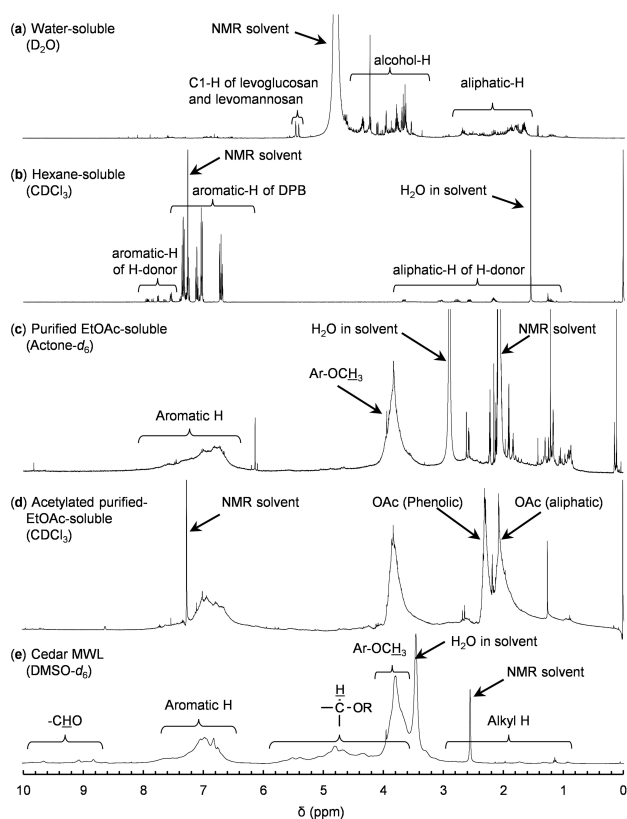 (a) Water-soluble
(D2O)
NMR solvent
C1-H of levoglucosan
and levomannosan
alcohol-H
aliphatic-H
(b) Hexane-soluble
(CDCl3)
NMR solvent
aromatic-H of DPB
aromatic-H
of H-donor
H2O in solvent
aliphatic-H of H-donor
(c) Purified EtOAc-soluble
(Actone-d6)
Aromatic H
Ar-OCH3
H2O in solvent
NMR solvent
(d) Acetylated purified-
EtOAc-soluble
(CDCl3)
NMR solvent
OAc (Phenolic)
OAc (aliphatic)
(e) Cedar MWL
(DMSO-d6)
-CHO
Aromatic H
H
-C-OR
Ar-OCH3
H2O in solvent
NMR solvent
Alkyl H
10 9 8 7 6 5 4 3 2 1 0
δ (ppm)